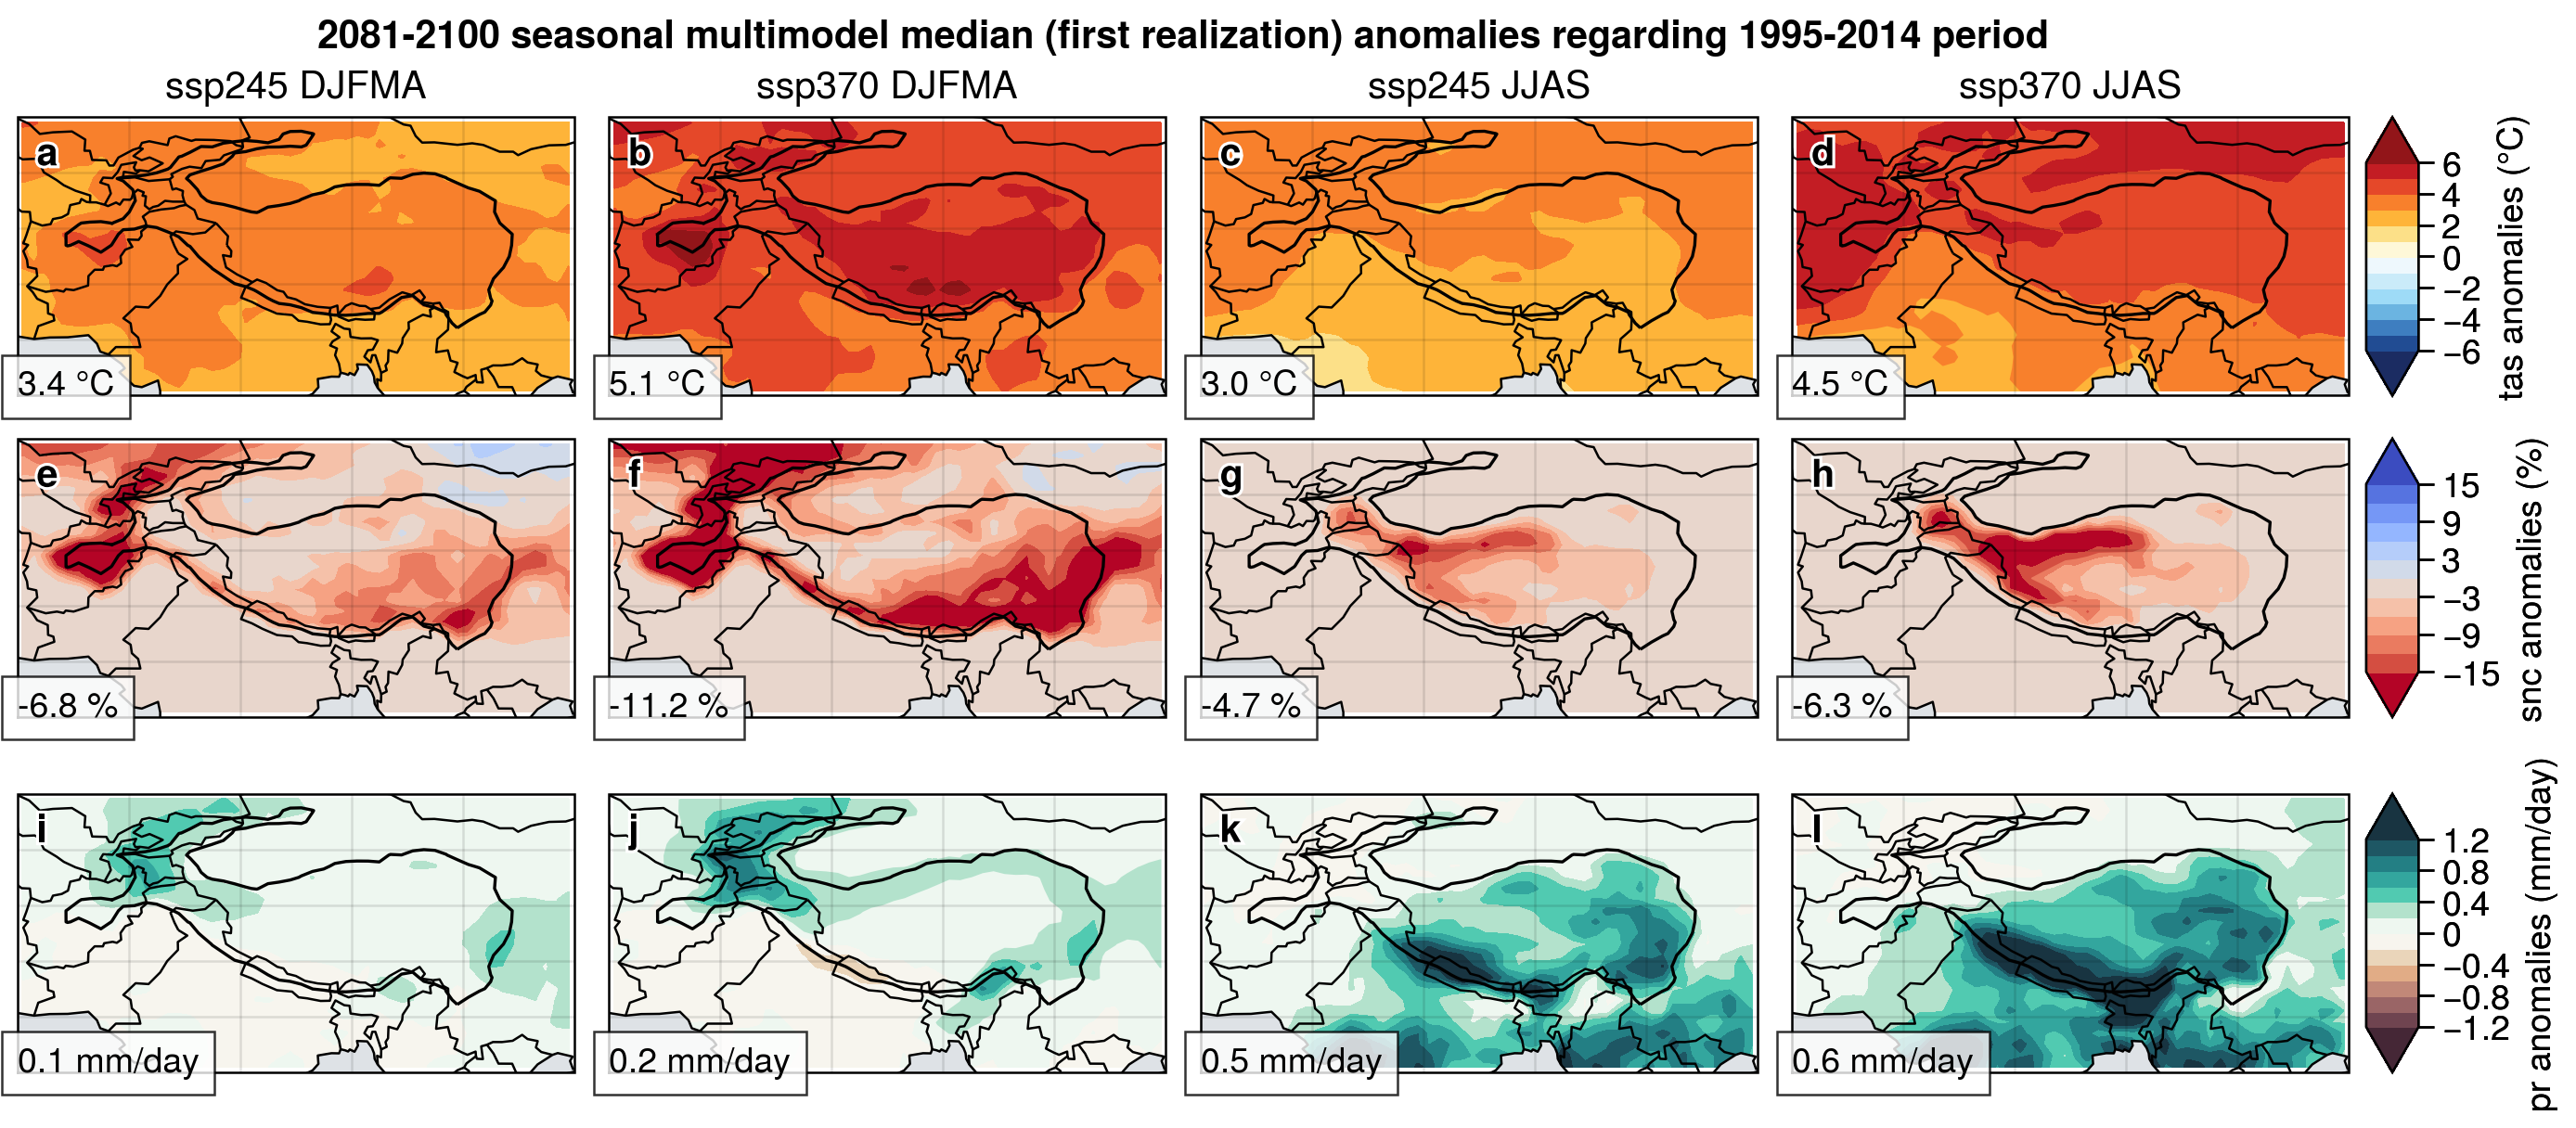 2081-2100 seasonal multimodel median (first realization) anomalies regarding 1995-2014 period
ssp245 DJFMA
ssp370 DJFMA
ssp245 JJAS
ssp370 JJAS
a
b
c
d
3.4 °C
5.1 °C
3.0 °C
4.5 °C
6
4
2
0
−2
−4
−6
tas anomalies (°C)
e
f
g
h
-6.8 %
-11.2 %
-4.7 %
-6.3 %
15
9
3
−3
−9
−15
snc anomalies (%)
i
j
k
l
0.1 mm/day
0.2 mm/day
0.5 mm/day
0.6 mm/day
1.2
0.8
0.4
0
−0.4
−0.8
−1.2
pr anomalies (mm/day)